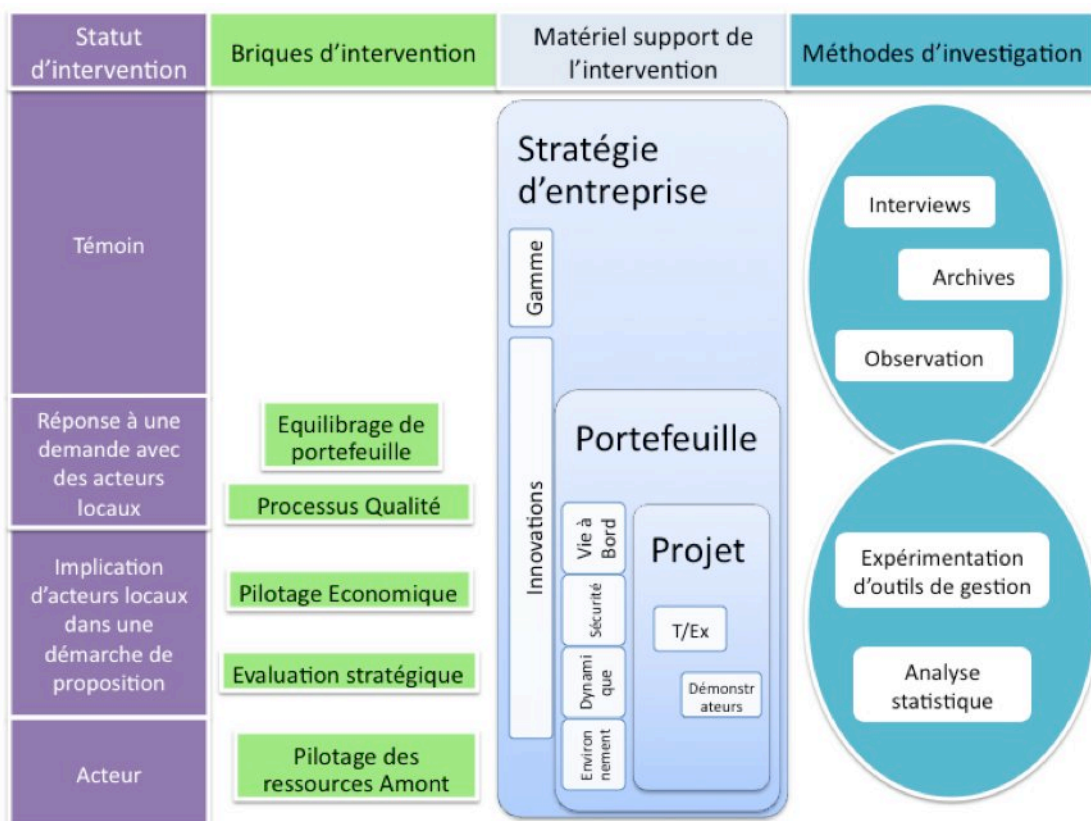 Statut
d'intervention
Briques d'intervention
Matériel support de
l'intervention
Méthodes d'investigation
Témoin
Réponse à une
demande avec
des acteurs
locaux
Implication
d'acteurs locaux
dans une
démarche de
proposition
Acteur
Equilibrage de
portefeuille
Processus Qualité
Pilotage Economique
Evaluation stratégique
Pilotage des
ressources Amont
Stratégie
d'entreprise
Gamme
Innovations
Portefeuille
Vie à
Bord
Sécurité
Dynami
que
Environ
nement
Projet
T/Ex
Démonstr
ateurs
Interviews
Archives
Observation
Expérimentation
d'outils de gestion
Analyse
statistique